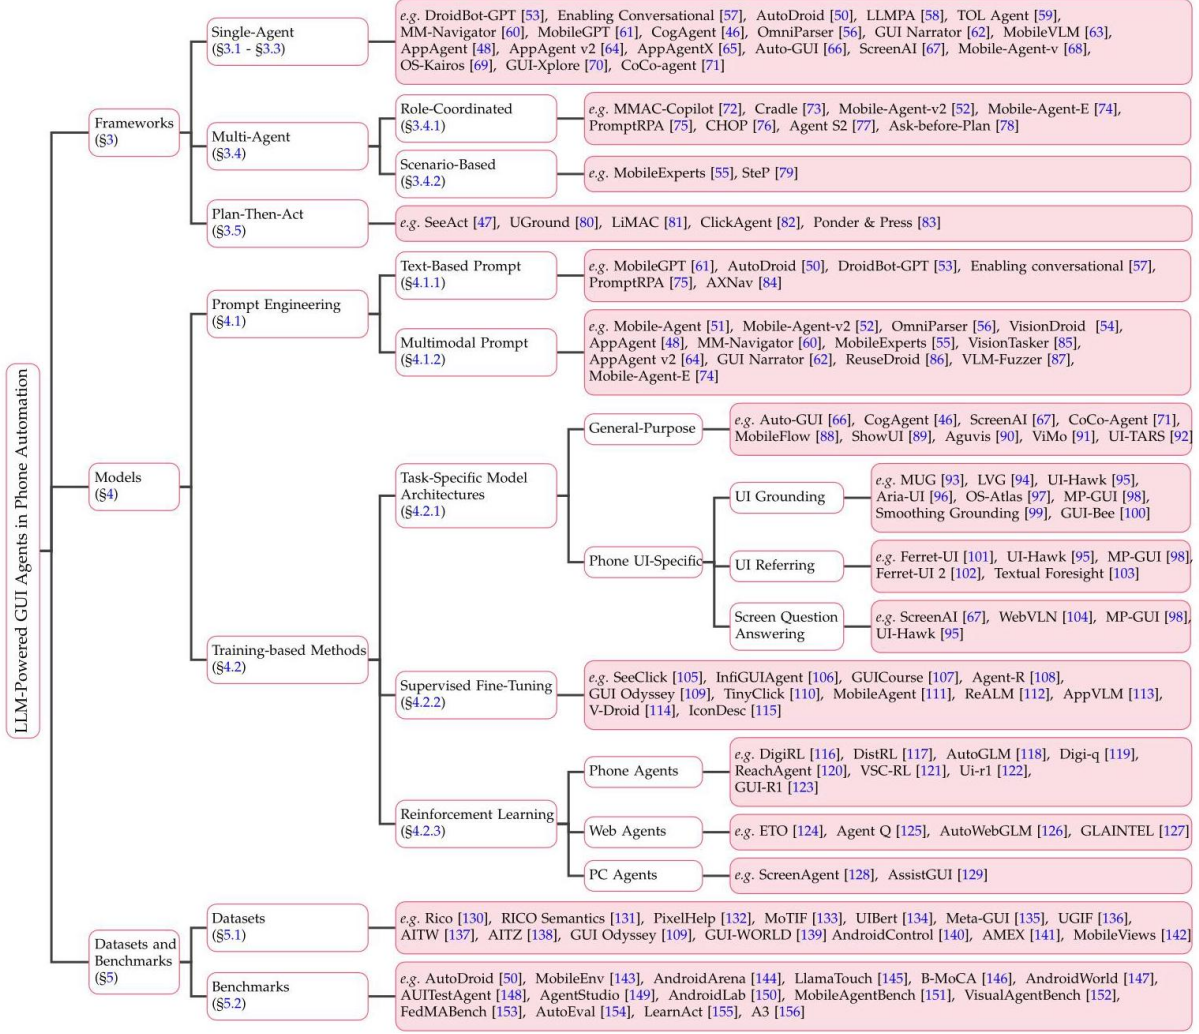 LLM-Powered GUI Agents in Phone Automation
Frameworks
(§3)
Single-Agent
(§3.1 - §3.3)
e.g. DroidBot-GPT [53], Enabling Conversational [57], AutoDroid [50], LLMPA [58], TOL Agent [59],
MM-Navigator [60], MobileGPT [61], CogAgent [46], OmniParser [56], GUI Narrator [62], MobileVLM [63],
AppAgent [48], AppAgent v2 [64], AppAgentX [65], Auto-GUI [66], ScreenAI [67], Mobile-Agent-v [68],
OS-Kairos [69], GUI-Xplore [70], CoCo-agent [71]
Multi-Agent
(§3.4)
Role-Coordinated
(§3.4.1)
e.g. MMAC-Copilot [72], Cradle [73], Mobile-Agent-v2 [52], Mobile-Agent-E [74],
PromptRPA [75], CHOP [76], Agent S2 [77], Ask-before-Plan [78]
Scenario-Based
(§3.4.2)
e.g. MobileExperts [55], SteP [79]
Plan-Then-Act
(§3.5)
e.g. SeeAct [47], UGround [80], LiMAC [81], ClickAgent [82], Ponder & Press [83]
Models
(§4)
Prompt Engineering
(§4.1)
Text-Based Prompt
(§4.1.1)
e.g. MobileGPT [61], AutoDroid [50], DroidBot-GPT [53], Enabling conversational [57],
PromptRPA [75], AXNav [84]
Multimodal Prompt
(§4.1.2)
e.g. Mobile-Agent [51], Mobile-Agent-v2 [52], OmniParser [56], VisionDroid [54],
AppAgent [48], MM-Navigator [60], MobileExperts [55], VisionTasker [85],
AppAgent v2 [64], GUI Narrator [62], ReuseDroid [86], VLM-Fuzzer [87],
Mobile-Agent-E [74]
Training-based Methods
(§4.2)
Task-Specific Model
Architectures
(§4.2.1)
General-Purpose
e.g. Auto-GUI [66], CogAgent [46], ScreenAI [67], CoCo-Agent [71],
MobileFlow [88], ShowUI [89], Aguvis [90], ViMo [91], UI-TARS [92]
Phone UI-Specific
UI Grounding
e.g. MUG [93], LVG [94], UI-Hawk [95],
Aria-UI [96], OS-Atlas [97], MP-GUI [98],
Smoothing Grounding [99], GUI-Bee [100]
UI Referring
e.g. Ferret-UI [101], UI-Hawk [95], MP-GUI [98],
Ferret-UI 2 [102], Textual Foresight [103]
Screen Question
Answering
e.g. ScreenAI [67], WebVLN [104], MP-GUI [98],
UI-Hawk [95]
Supervised Fine-Tuning
(§4.2.2)
e.g. SeeClick [105], InfiGUIAgent [106], GUICourse [107], Agent-R [108],
GUI Odyssey [109], TinyClick [110], MobileAgent [111], ReALM [112], AppVLM [113],
V-Droid [114], IconDesc [115]
Reinforcement Learning
(§4.2.3)
Phone Agents
e.g. DigiRL [116], DistRL [117], AutoGLM [118], Digi-q [119],
ReachAgent [120], VSC-RL [121], Ui-r1 [122],
GUI-R1 [123]
Web Agents
e.g. ETO [124], Agent Q [125], AutoWebGLM [126], GLAINTEL [127]
PC Agents
e.g. ScreenAgent [128], AssistGUI [129]
Datasets and
Benchmarks
(§5)
Datasets
(§5.1)
e.g. Rico [130], RICO Semantics [131], PixelHelp [132], MoTIF [133], UIBert [134], Meta-GUI [135], UGIF [136],
AITW [137], AITZ [138], GUI Odyssey [109], GUI-WORLD [139] AndroidControl [140], AMEX [141], MobileViews [142]
Benchmarks
(§5.2)
e.g. AutoDroid [50], MobileEnv [143], AndroidArena [144], LlamaTouch [145], B-MoCA [146], AndroidWorld [147],
AUITestAgent [148], AgentStudio [149], AndroidLab [150], MobileAgentBench [151], VisualAgentBench [152],
FedMABench [153], AutoEval [154], LearnAct [155], A3 [156]